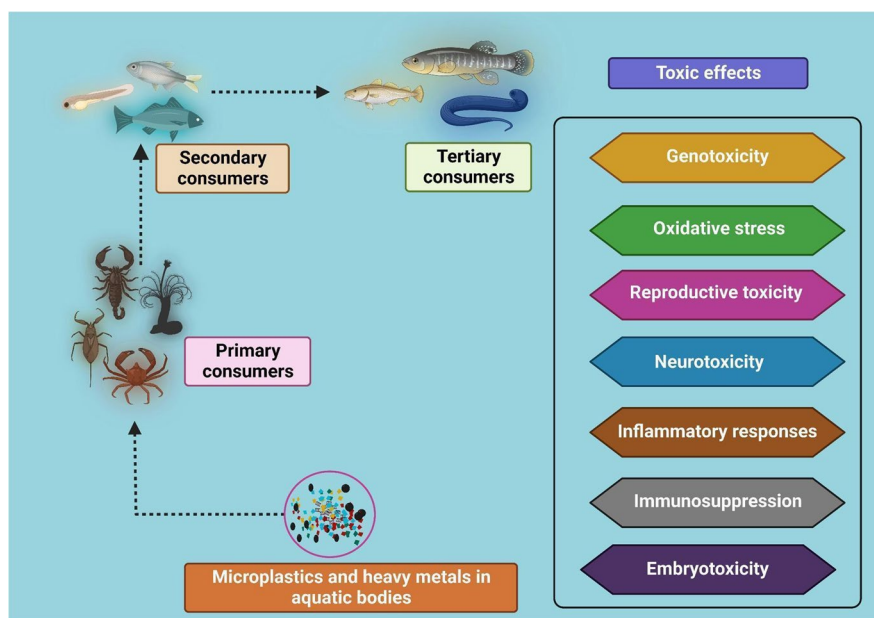 Secondary
consumers
Tertiary
consumers
Primary
consumers
Microplastics and heavy metals in
aquatic bodies
Toxic effects
Genotoxicity
Oxidative stress
Reproductive toxicity
Neurotoxicity
Inflammatory responses
Immunosuppression
Embryotoxicity